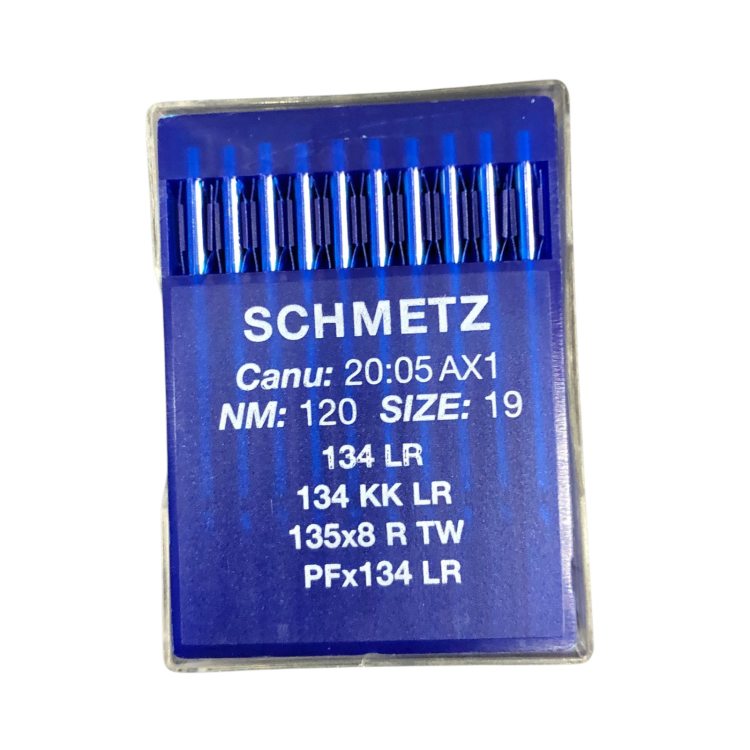 SCHMETZ
Canu: 20:05 AX1
NM: 120 SIZE: 19
134 LR
134 KK LR
135x8 R TW
PFx134 LR